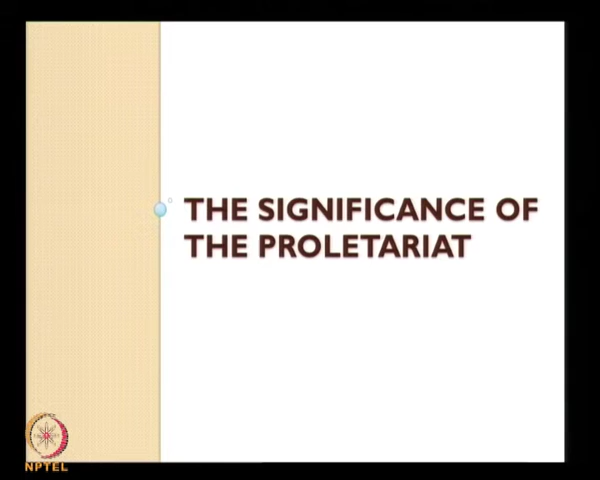 THE SIGNIFICANCE OF
THE PROLETARIAT
NPTEL